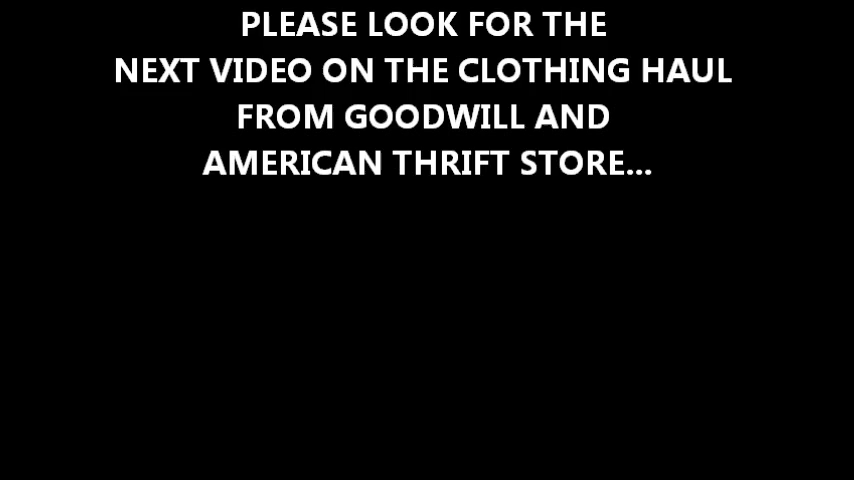 PLEASE LOOK FOR THE
NEXT VIDEO ON THE CLOTHING HAUL
FROM GOODWILL AND
AMERICAN THRIFT STORE...